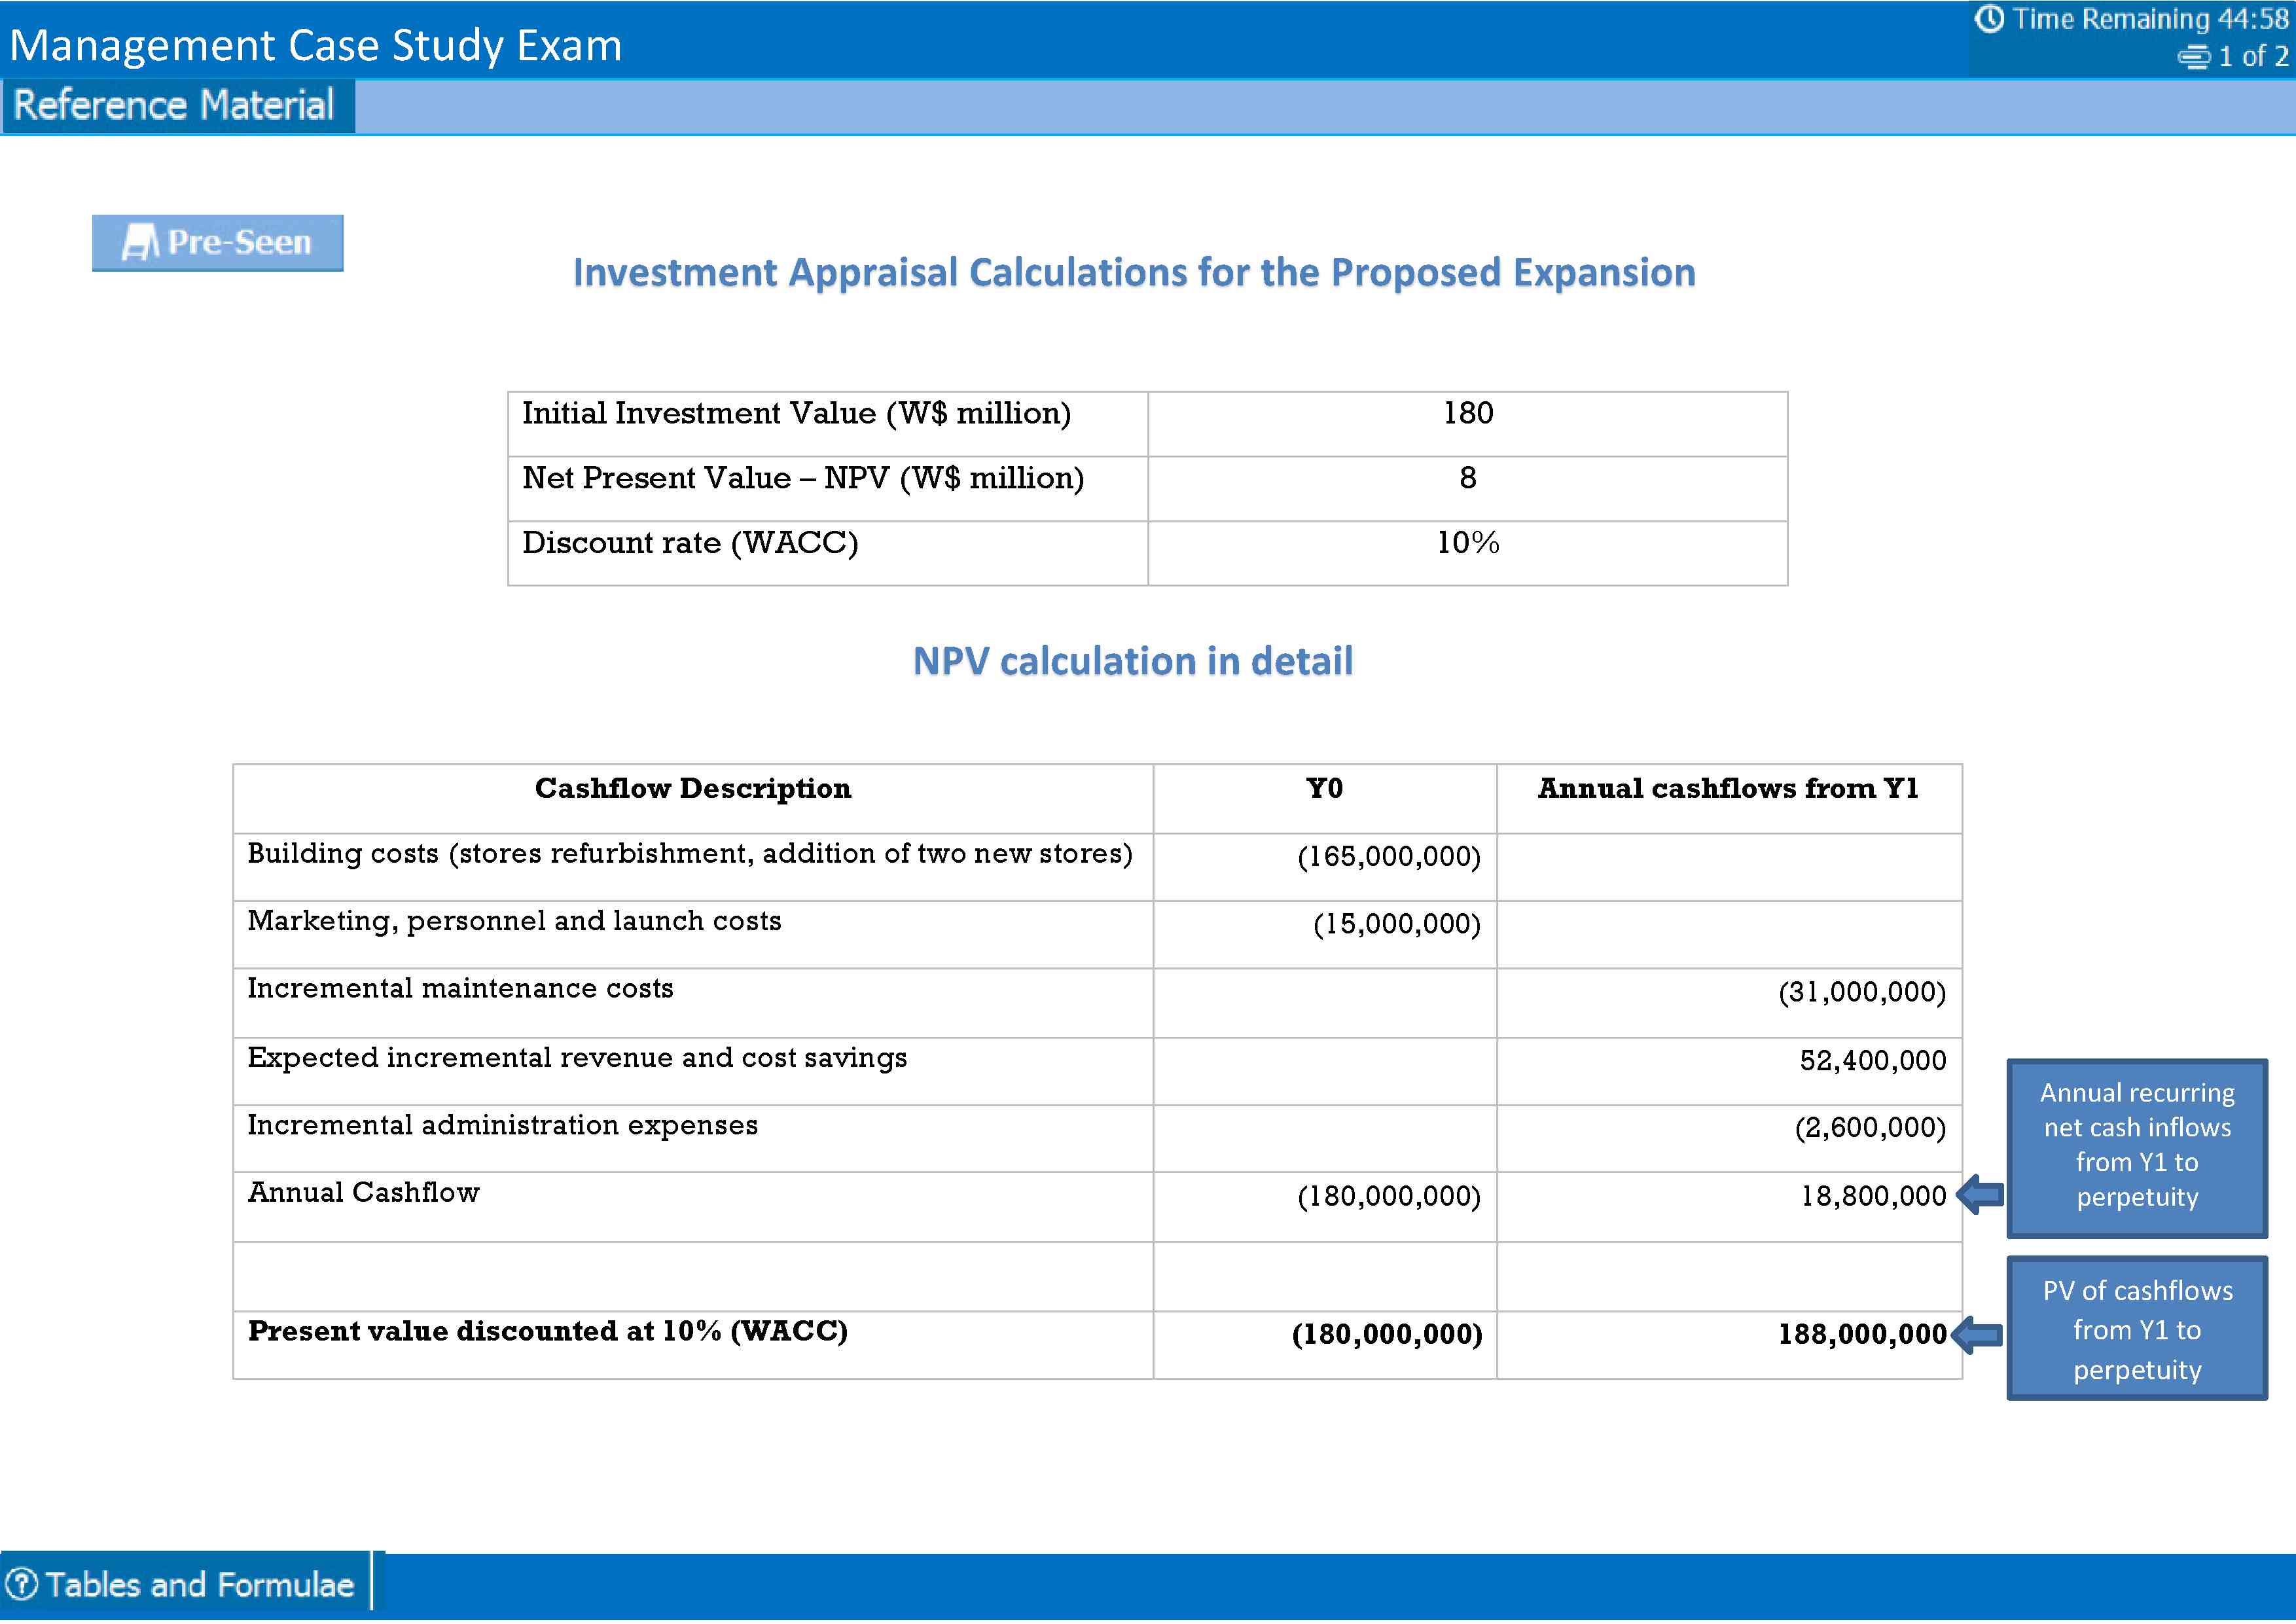 Management Case Study Exam
Time Remaining 44:58
1 of 2
Reference Material
Pre-Seen
Investment Appraisal Calculations for the Proposed Expansion
Initial Investment Value (W$ million) 180
Net Present Value – NPV (W$ million) 8
Discount rate (WACC) 10%
NPV calculation in detail
Cashflow Description Y0 Annual cashflows from Y1
Building costs (stores refurbishment, addition of two new stores) (165,000,000)
Marketing, personnel and launch costs (15,000,000)
Incremental maintenance costs (31,000,000)
Expected incremental revenue and cost savings 52,400,000
Incremental administration expenses (2,600,000)
Annual Cashflow (180,000,000) 18,800,000
Annual recurring
net cash inflows
from Y1 to
perpetuity
Present value discounted at 10% (WACC) (180,000,000) 188,000,000
PV of cashflows
from Y1 to
perpetuity
Tables and Formulae